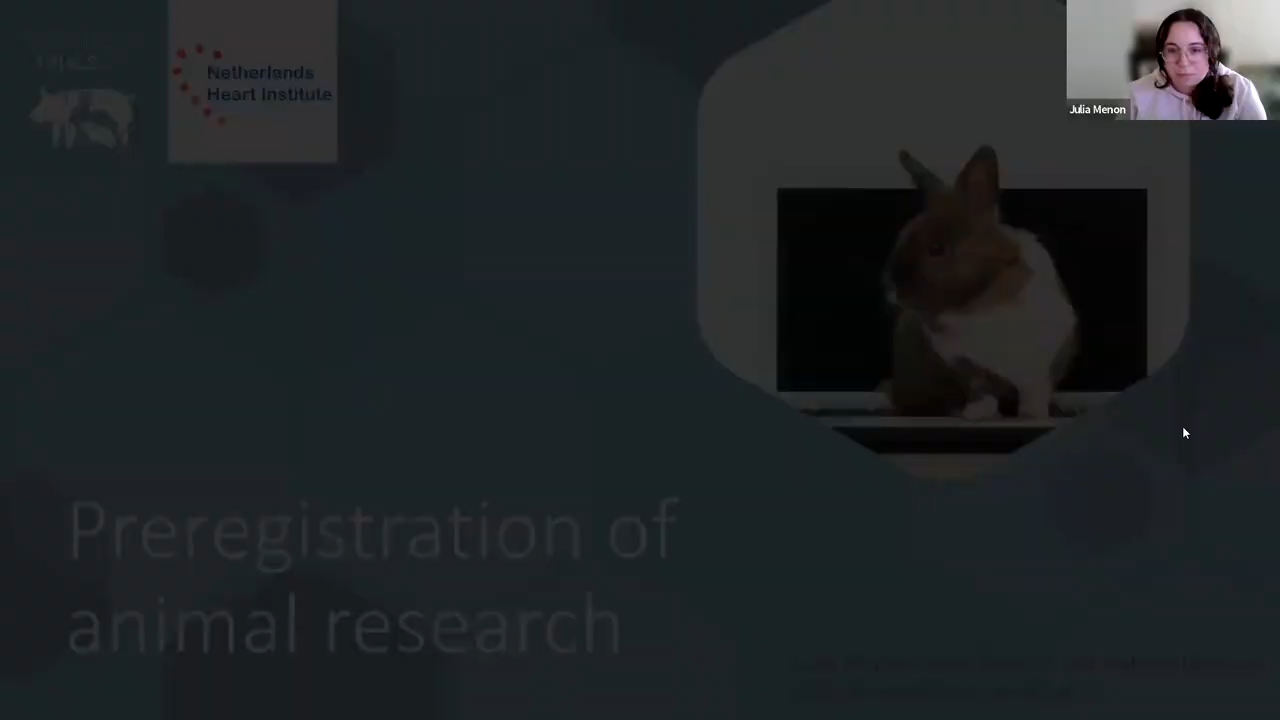 Netherlands
Heart Institute
Julia Menon
Preregistration of
animal research